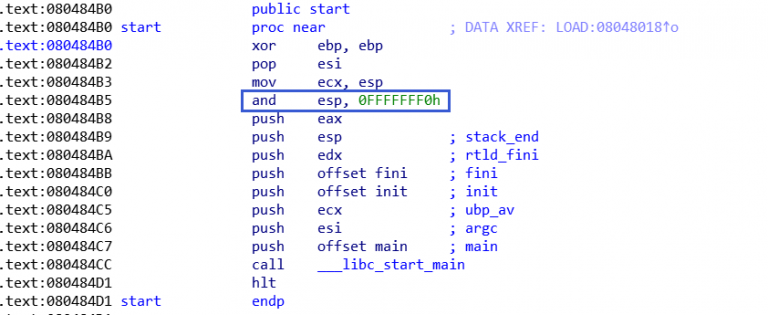 .text:080484B0 public start
.text:080484B0 start proc near ; DATA XREF: LOAD:08048018↑o
.text:080484B0 xor ebp, ebp
.text:080484B2 pop esi
.text:080484B3 mov ecx, esp
.text:080484B5 and esp, 0FFFFFFF0h
.text:080484B8 push eax
.text:080484B9 push esp ; stack_end
.text:080484BA push edx ; rtld_fini
.text:080484BB push offset fini ; fini
.text:080484C0 push offset init ; init
.text:080484C5 push ecx ; ubp_av
.text:080484C6 push esi ; argc
.text:080484C7 push offset main ; main
.text:080484CC call ___libc_start_main
.text:080484D1 hlt
.text:080484D1 start endp